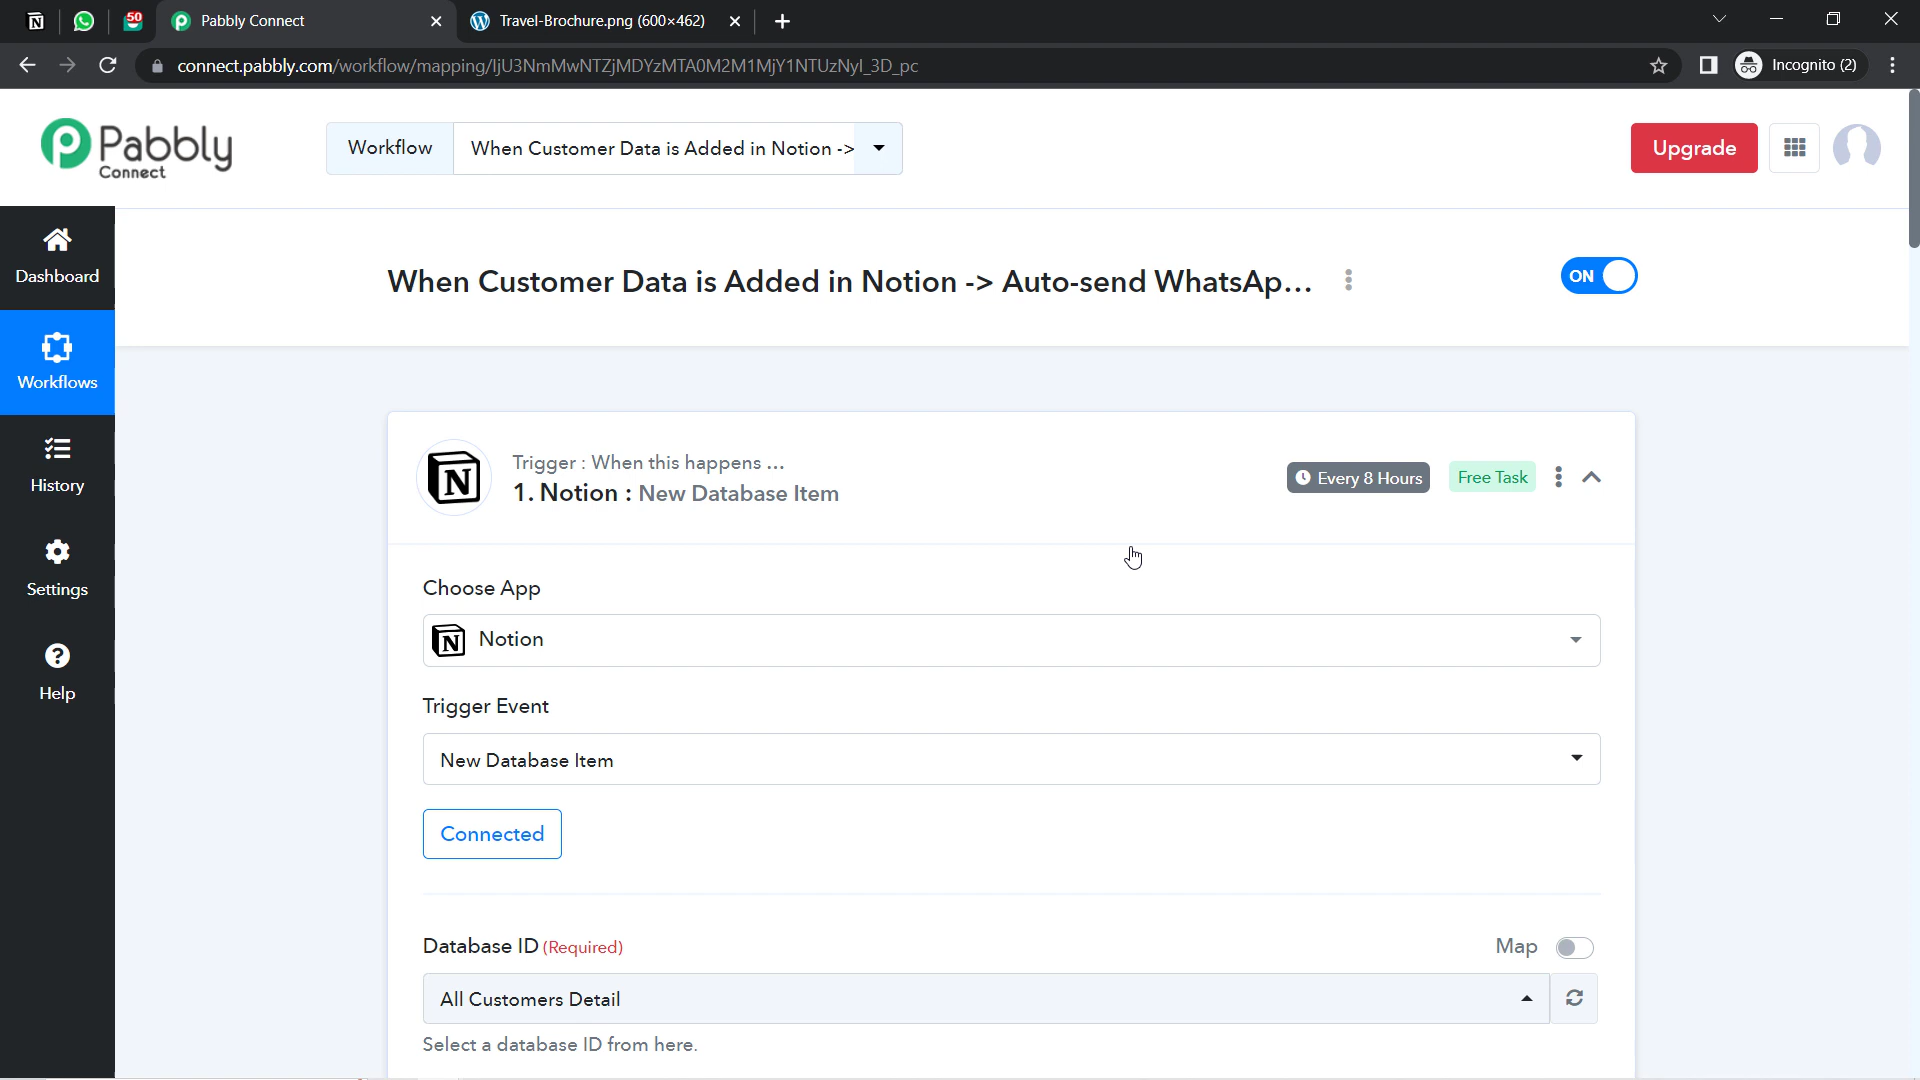 50
Pabbly Connect
Travel-Brochure.png (600×462)
connect.pabbly.com/workflow/mapping/IjU3NmMwNTZjMDYzMTA0M2M1MjY1NTUzNyI_3D_pc
Incognito (2)
Pabbly
Connect
Workflow
When Customer Data is Added in Notion ->
Upgrade
When Customer Data is Added in Notion -> Auto-send WhatsAp...
ON
Dashboard
Workflows
History
Settings
Help
Trigger : When this happens ...
1. Notion : New Database Item
Every 8 Hours
Free Task
Choose App
Notion
Trigger Event
New Database Item
Connected
Database ID (Required)
Map
All Customers Detail
Select a database ID from here.